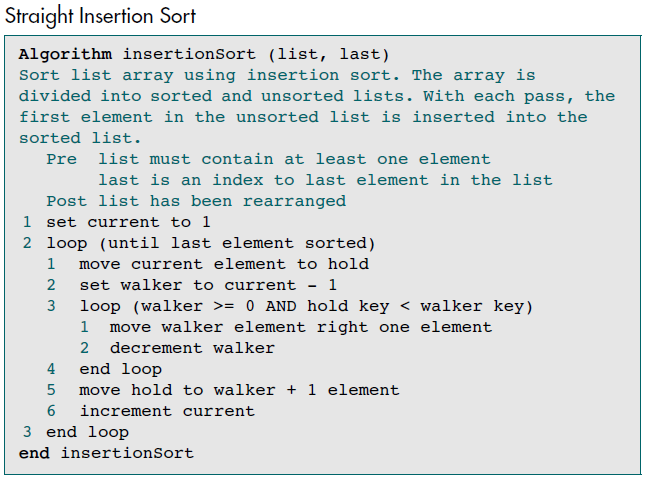 Straight Insertion Sort
Algorithm insertionSort (list, last)
Sort list array using insertion sort. The array is
divided into sorted and unsorted lists. With each pass, the
first element in the unsorted list is inserted into the
sorted list.
Pre list must contain at least one element
last is an index to last element in the list
Post list has been rearranged
1 set current to 1
2 loop (until last element sorted)
1 move current element to hold
2 set walker to current - 1
3 loop (walker >= 0 AND hold key < walker key)
1 move walker element right one element
2 decrement walker
4 end loop
5 move hold to walker + 1 element
6 increment current
3 end loop
end insertionSort